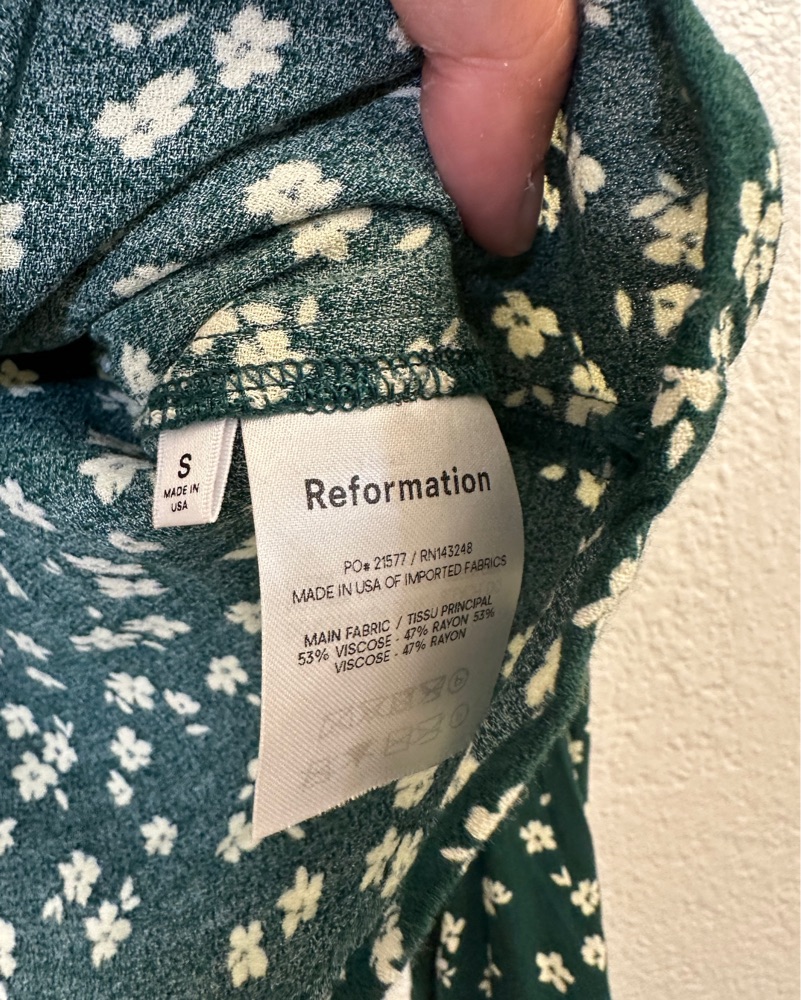 S
MADE IN
USA
Reformation
PO# 21577 / RN143248
MADE IN USA OF IMPORTED FABRICS
MAIN FABRIC / TISSU PRINCIPAL
53% VISCOSE - 47% RAYON 53%
VISCOSE - 47% RAYON